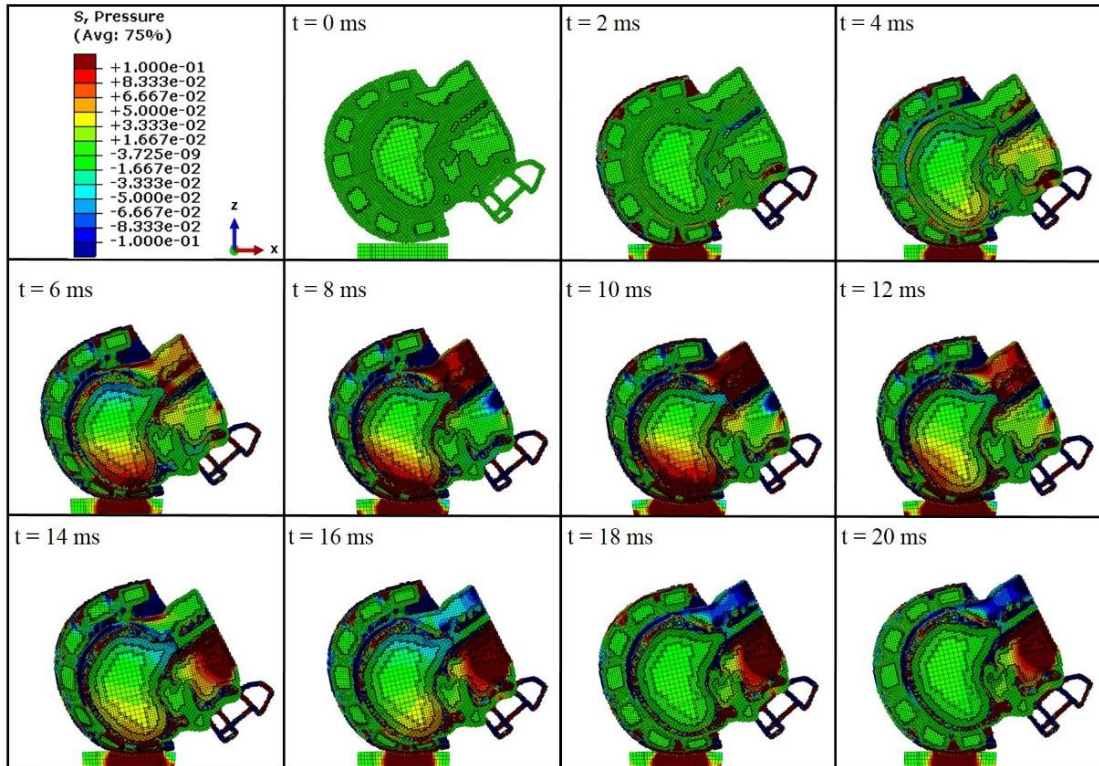 S, Pressure
(Avg: 75%)
+1.000e-01
+8.333e-02
+6.667e-02
+5.000e-02
+3.333e-02
+1.667e-02
-3.725e-09
-1.667e-02
-3.333e-02
-5.000e-02
-6.667e-02
-8.333e-02
-1.000e-01
z
x
t = 0 ms
t = 2 ms
t = 4 ms
t = 6 ms
t = 8 ms
t = 10 ms
t = 12 ms
t = 14 ms
t = 16 ms
t = 18 ms
t = 20 ms